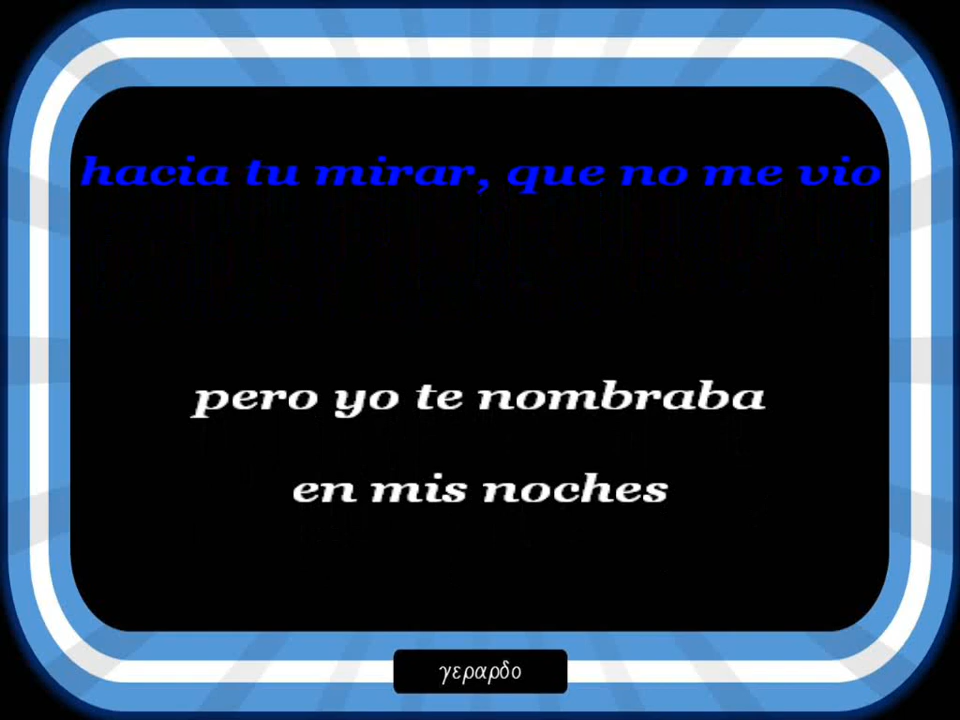 hacia tu mirar, que no me vio
pero yo te nombraba
en mis noches
γεραρδο